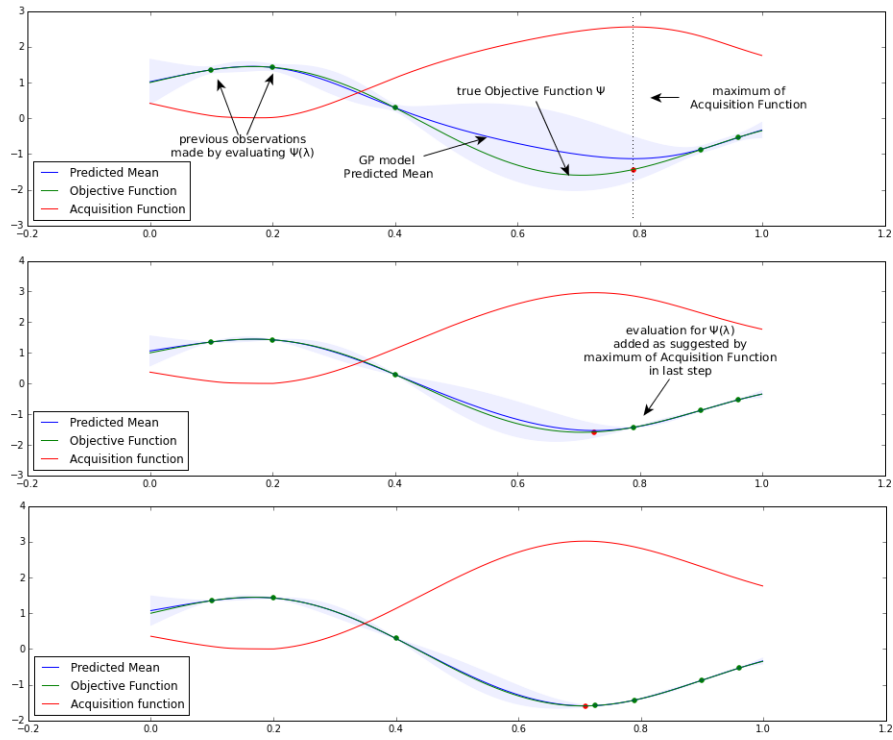 3
2
1
0
−1
−2
−3
true Objective Function Ψ
maximum of
Acquisition Function
previous observations
made by evaluating Ψ(λ)
GP model
Predicted Mean
Predicted Mean
Objective Function
Acquisition Function
−0.2 0.0 0.2 0.4 0.6 0.8 1.0 1.2
4
3
2
1
0
−1
−2
−3
evaluation for Ψ(λ)
added as suggested by
maximum of Acquisition Function
in last step
Predicted Mean
Objective Function
Acquisition function
−0.2 0.0 0.2 0.4 0.6 0.8 1.0 1.2
4
3
2
1
0
−1
−2
Predicted Mean
Objective Function
Acquisition function
−0.2 0.0 0.2 0.4 0.6 0.8 1.0 1.2